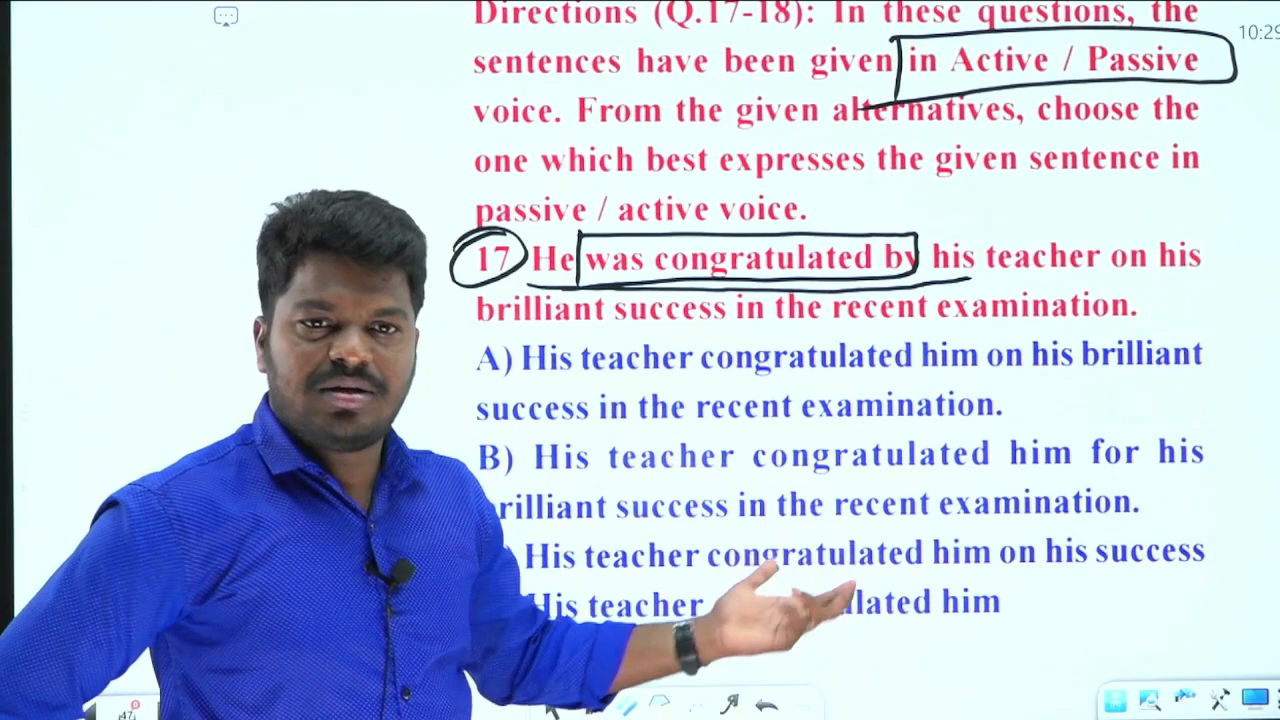 Directions (Q.17-18): In these questions, the
10:29
sentences have been given in Active / Passive
voice. From the given alternatives, choose the
one which best expresses the given sentence in
passive / active voice.
17 He was congratulated by his teacher on his
brilliant success in the recent examination.
A) His teacher congratulated him on his brilliant
success in the recent examination.
B) His teacher congratulated him for his
rilliant success in the recent examination.
) His teacher congratulated him on his success
His teacher ulated him
47